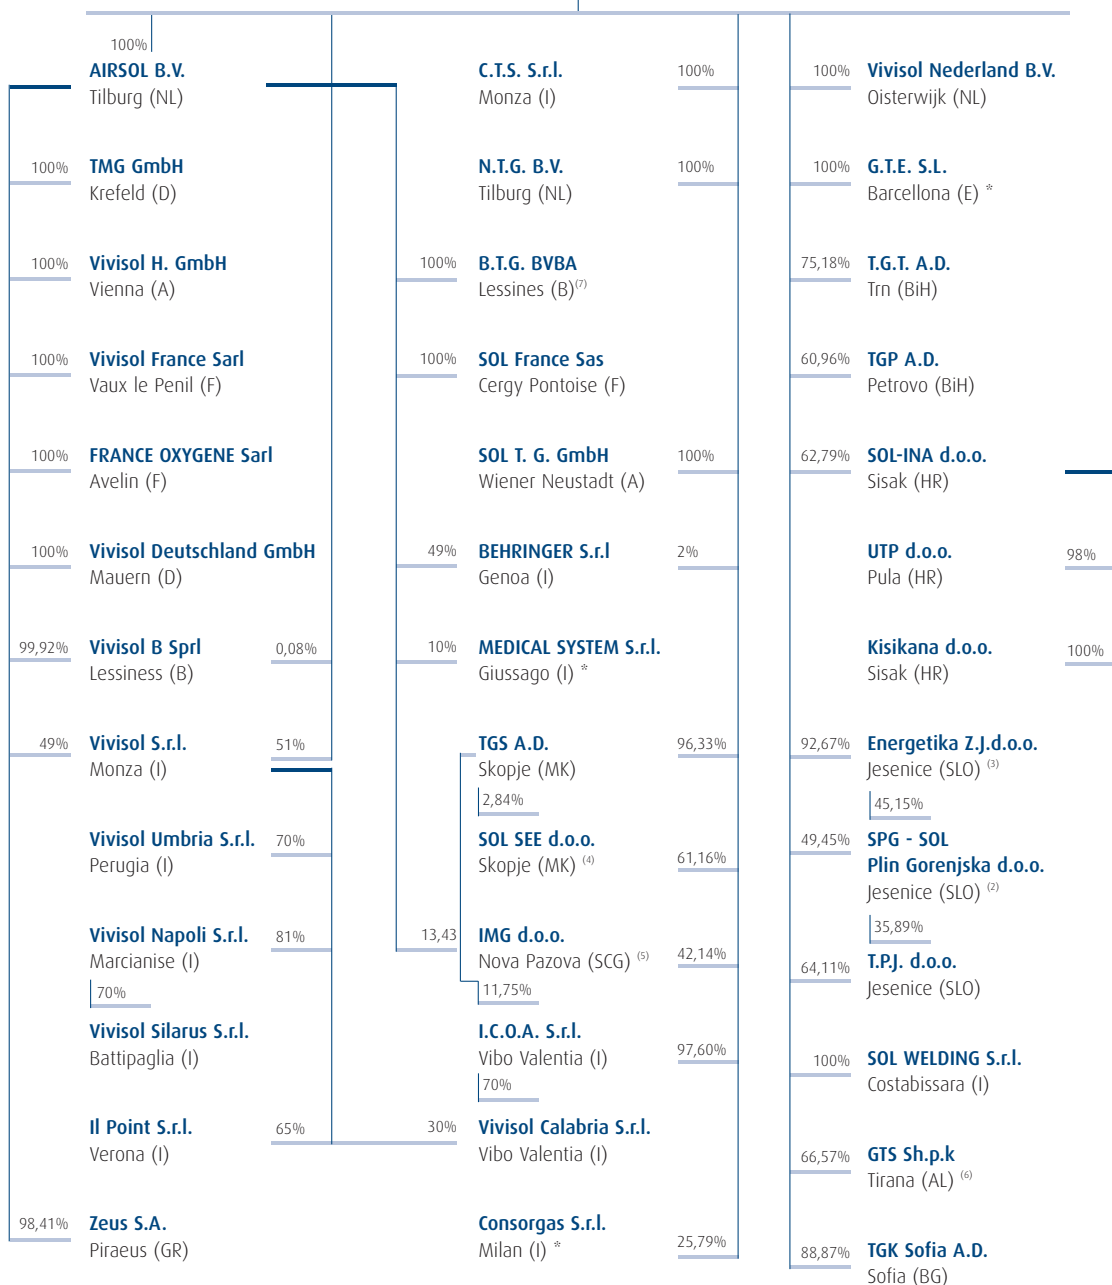 100%
AIRSOL B.V.
Tilburg (NL)
100%
TMG GmbH
Krefeld (D)
100%
Vivisol H. GmbH
Vienna (A)
100%
Vivisol France Sarl
Vaux le Penil (F)
100%
FRANCE OXYGENE Sarl
Avelin (F)
100%
Vivisol Deutschland GmbH
Mauern (D)
99,92%
Vivisol B Sprl
0,08%
Lessiness (B)
49%
Vivisol S.r.l.
51%
Monza (I)
Vivisol Umbria S.r.l.
70%
Perugia (I)
Vivisol Napoli S.r.l.
81%
Marcianise (I)
70%
Vivisol Silarus S.r.l.
Battipaglia (I)
Il Point S.r.l.
65%
Verona (I)
98,41%
Zeus S.A.
Piraeus (GR)
C.T.S. S.r.l.
100%
Monza (I)
N.T.G. B.V.
100%
Tilburg (NL)
100%
B.T.G. BVBA
Lessines (B)(7)
100%
SOL France Sas
Cergy Pontoise (F)
SOL T. G. GmbH
100%
Wiener Neustadt (A)
49%
BEHRINGER S.r.l
2%
Genoa (I)
10%
MEDICAL SYSTEM S.r.l.
Giussago (I) *
TGS A.D.
96,33%
Skopje (MK)
2,84%
SOL SEE d.o.o.
61,16%
Skopje (MK) (4)
13,43
IMG d.o.o.
42,14%
Nova Pazova (SCG) (5)
11,75%
I.C.O.A. S.r.l.
97,60%
Vibo Valentia (I)
70%
30%
Vivisol Calabria S.r.l.
Vibo Valentia (I)
Consorgas S.r.l.
25,79%
Milan (I) *
100%
Vivisol Nederland B.V.
Oisterwijk (NL)
100%
G.T.E. S.L.
Barcellona (E) *
75,18%
T.G.T. A.D.
Trn (BiH)
60,96%
TGP A.D.
Petrovo (BiH)
62,79%
SOL-INA d.o.o.
Sisak (HR)
UTP d.o.o.
98%
Pula (HR)
Kisikana d.o.o.
100%
Sisak (HR)
92,67%
Energetika Z.J.d.o.o.
Jesenice (SLO) (3)
45,15%
49,45%
SPG - SOL
Plin Gorenjska d.o.o.
Jesenice (SLO) (2)
35,89%
64,11%
T.P.J. d.o.o.
Jesenice (SLO)
100%
SOL WELDING S.r.l.
Costabissara (I)
66,57%
GTS Sh.p.k
Tirana (AL) (6)
88,87%
TGK Sofia A.D.
Sofia (BG)